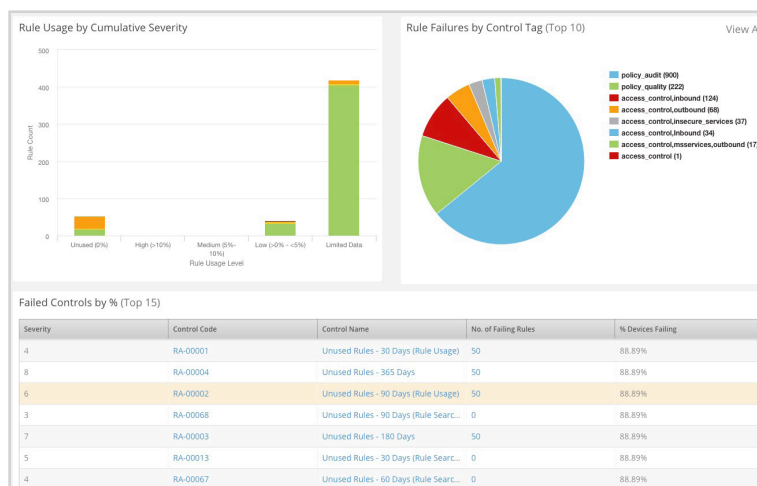 Rule Usage by Cumulative Severity
500
400
300
200
100
0
Rule Count
Unused (0%)
High (>10%)
Medium (5%-
10%)
Low (>0% - <5%)
Limited Data
Rule Usage Level
Rule Failures by Control Tag (Top 10)
View A
policy_audit (900)
policy_quality (222)
access_control,inbound (124)
access_control,outbound (68)
access_control,insecure_services (37)
access_control,Inbound (34)
access_control,msservices,outbound (17)
access_control (1)
Failed Controls by % (Top 15)
Severity Control Code Control Name No. of Failing Rules % Devices Failing
4 RA-00001 Unused Rules - 30 Days (Rule Usage) 50 88.89%
8 RA-00004 Unused Rules - 365 Days 50 88.89%
6 RA-00002 Unused Rules - 90 Days (Rule Usage) 50 88.89%
3 RA-00068 Unused Rules - 90 Days (Rule Searc... 0 88.89%
7 RA-00003 Unused Rules - 180 Days 50 88.89%
5 RA-00013 Unused Rules - 30 Days (Rule Searc... 0 88.89%
4 RA-00067 Unused Rules - 60 Days (Rule Searc... 0 88.89%